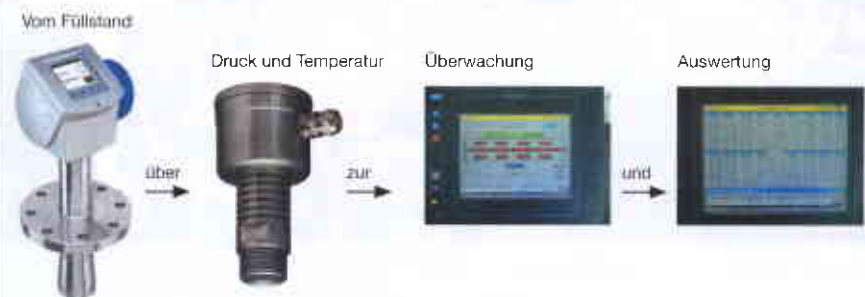 Vom Füllstand
Druck und Temperatur
Überwachung
Auswertung
über
zur
und